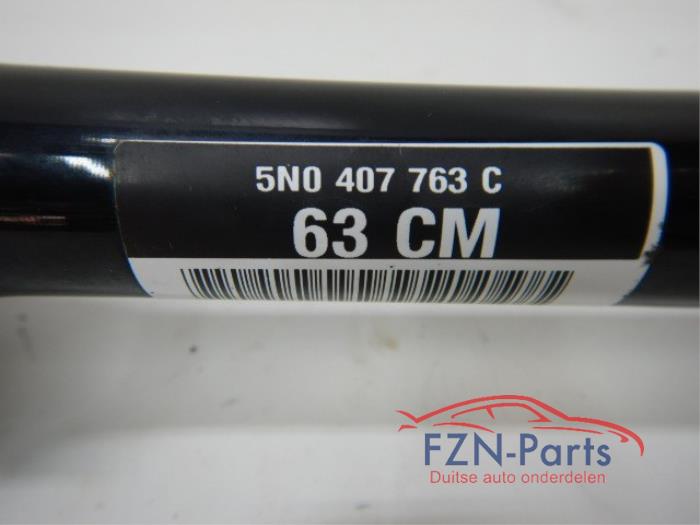 5N0 407 763 C
63 CM
FZN-Parts
Duitse auto onderdelen